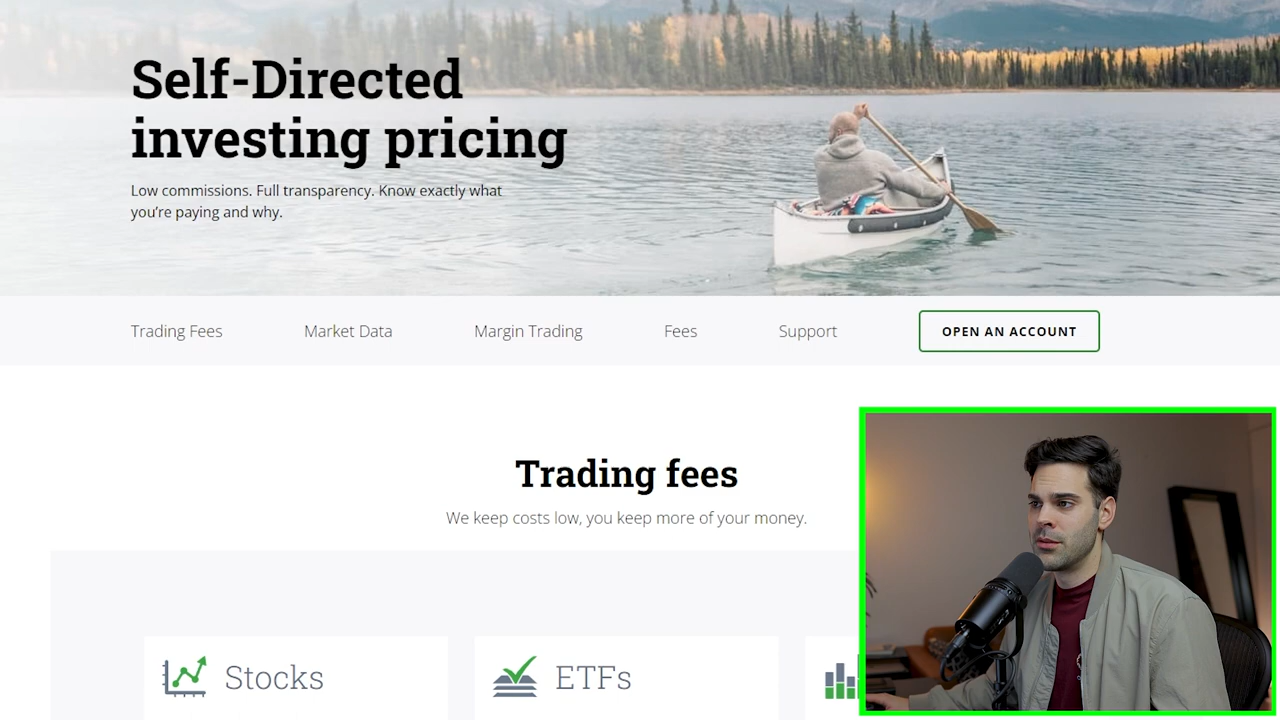 Self-Directed
investing pricing
Low commissions. Full transparency. Know exactly what
you’re paying and why.
Trading Fees
Market Data
Margin Trading
Fees
Support
OPEN AN ACCOUNT
Trading fees
We keep costs low, you keep more of your money.
Stocks
ETFs